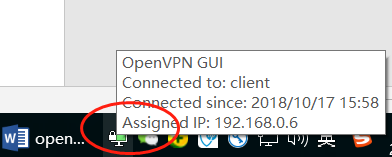 OpenVPN GUI
Connected to: client
Connected since: 2018/10/17 15:58
Assigned IP: 192.168.0.6
W open...
英